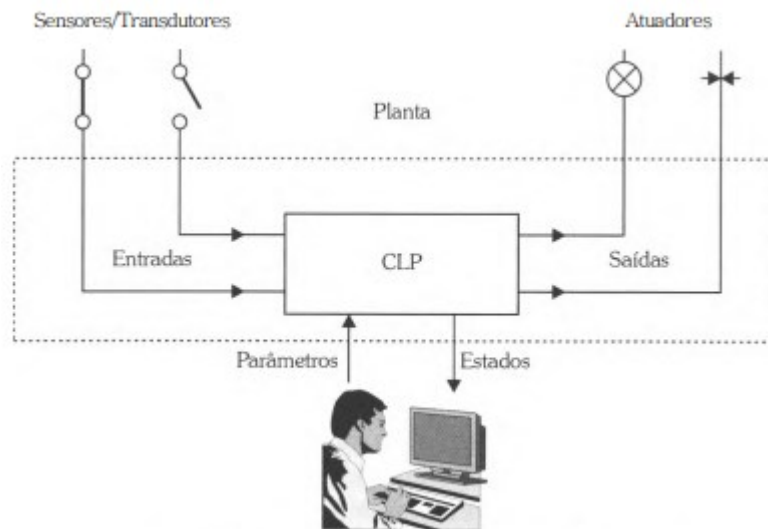 Sensores/Transdutores
Atuadores
Planta
Entradas
CLP
Saídas
Parâmetros
Estados